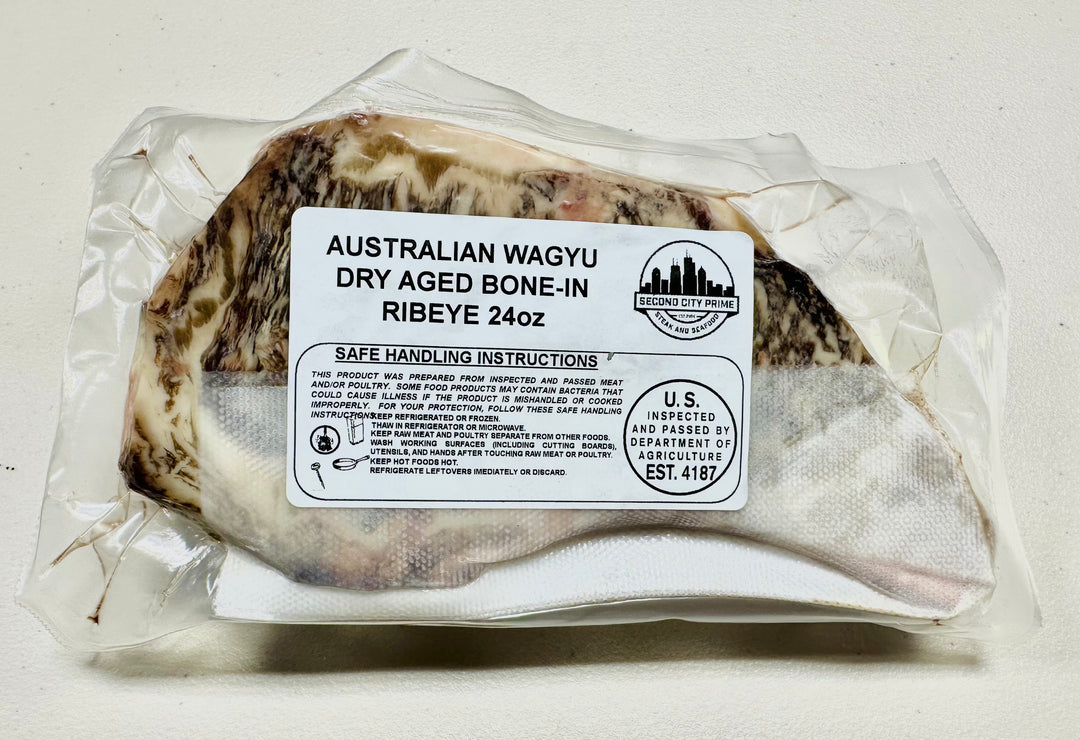 AUSTRALIAN WAGYU
DRY AGED BONE-IN
RIBEYE 24oz
SECOND CITY PRIME
STEAK AND SEAFOOD
SAFE HANDLING INSTRUCTIONS
THIS PRODUCT WAS PREPARED FROM INSPECTED AND PASSED MEAT
AND/OR POULTRY. SOME FOOD PRODUCTS MAY CONTAIN BACTERIA THAT
COULD CAUSE ILLNESS IF THE PRODUCT IS MISHANDLED OR COOKED
IMPROPERLY. FOR YOUR PROTECTION, FOLLOW THESE SAFE HANDLING
INSTRUCTIONS
KEEP REFRIGERATED OR FROZEN.
THAW IN REFRIGERATOR OR MICROWAVE.
KEEP RAW MEAT AND POULTRY SEPARATE FROM OTHER FOODS.
WASH WORKING SURFACES (INCLUDING CUTTING BOARDS),
UTENSILS, AND HANDS AFTER TOUCHING RAW MEAT OR POULTRY.
KEEP HOT FOODS HOT.
REFRIGERATE LEFTOVERS IMEDIATELY OR DISCARD.
U. S.
INSPECTED
AND PASSED BY
DEPARTMENT OF
AGRICULTURE
EST. 4187